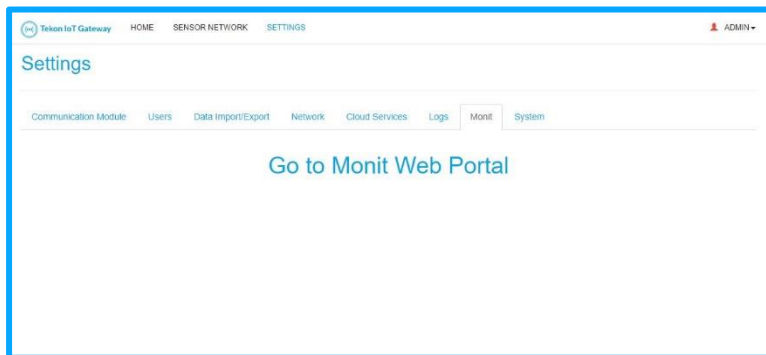 Tekon IoT Gateway HOME SENSOR NETWORK SETTINGS ADMIN
Settings
Communication Module Users Data Import/Export Network Cloud Services Logs Monit System
Go to Monit Web Portal